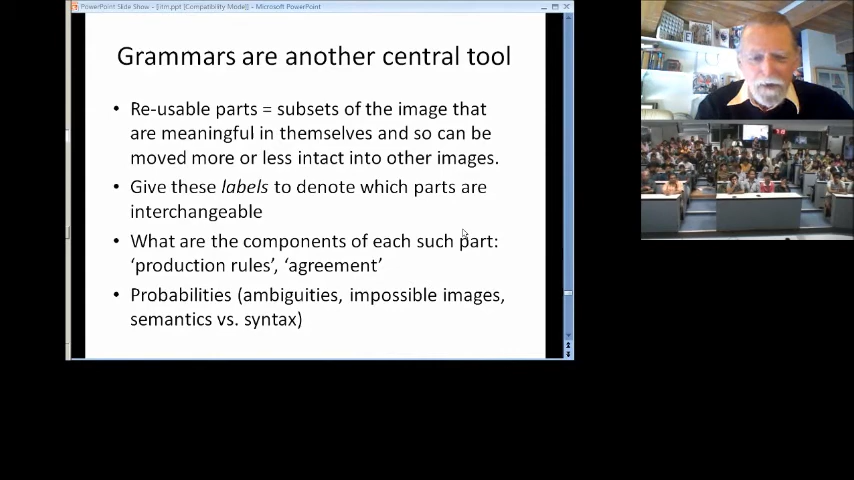 PowerPoint Slide Show - [itm.ppt [Compatibility Mode]] - Microsoft PowerPoint
Grammars are another central tool
• Re-usable parts = subsets of the image that
are meaningful in themselves and so can be
moved more or less intact into other images.
• Give these labels to denote which parts are
interchangeable
• What are the components of each such part:
‘production rules’, ‘agreement’
• Probabilities (ambiguities, impossible images,
semantics vs. syntax)